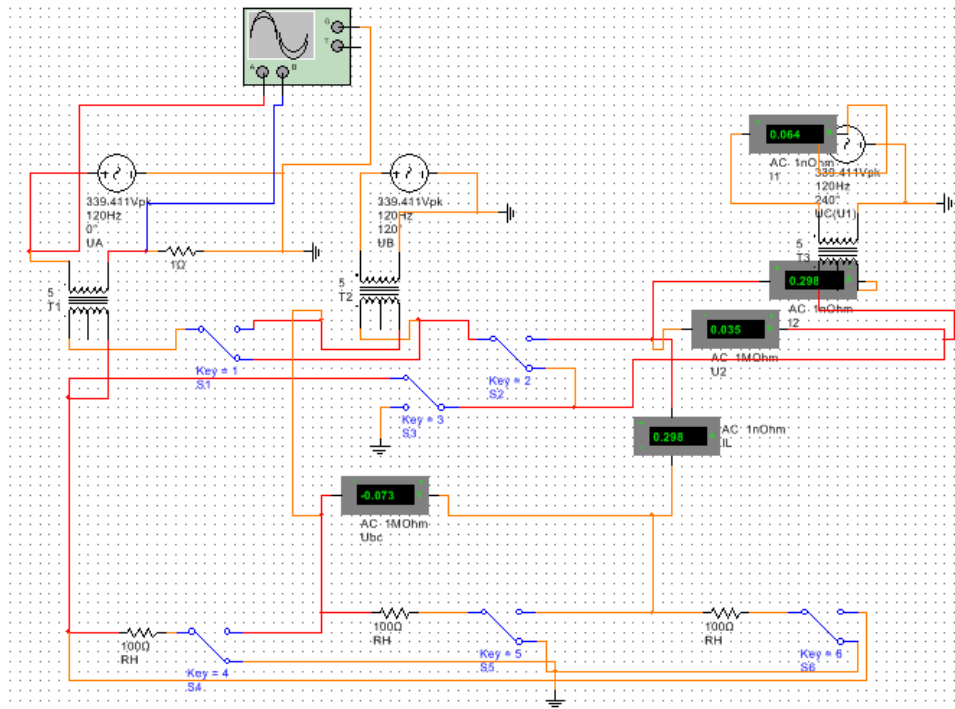 G
T
A
B
0.064
AC 1nOhm
I1
339.411Vpk
120Hz
240°
UC(U1)
339.411Vpk
120Hz
0°
UA
339.411Vpk
120Hz
120°
UB
1Ω
5
T1
5
T2
5
T3
0.298
AC 1nOhm
I2
0.035
AC 1MOhm
U2
Key = 1
S1
Key = 2
S2
Key = 3
S3
0.298
AC 1nOhm
IL
-0.073
AC 1MOhm
Ubc
100Ω
RH
100Ω
RH
100Ω
RH
Key = 4
S4
Key = 5
S5
Key = 6
S6